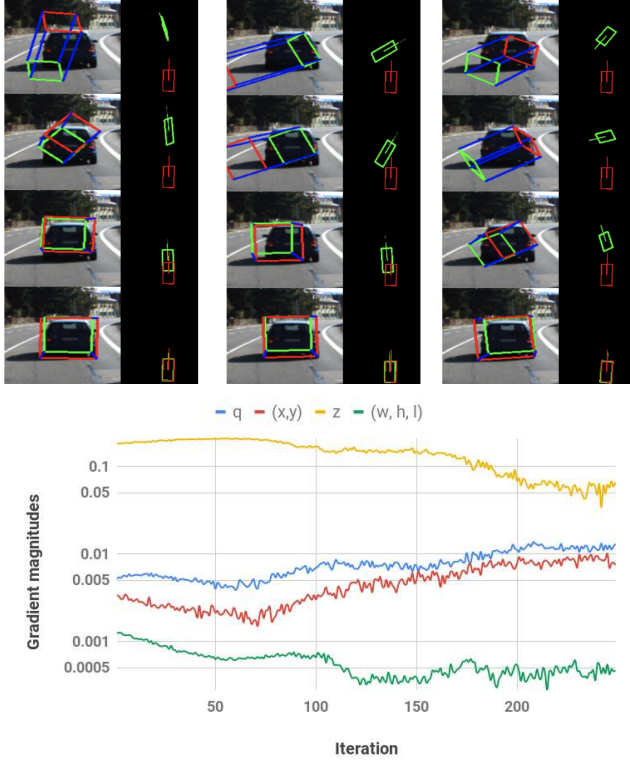 q (x,y) z (w, h, l)
0.1
0.05
0.01
0.005
0.001
0.0005
Gradient magnitudes
50 100 150 200
Iteration